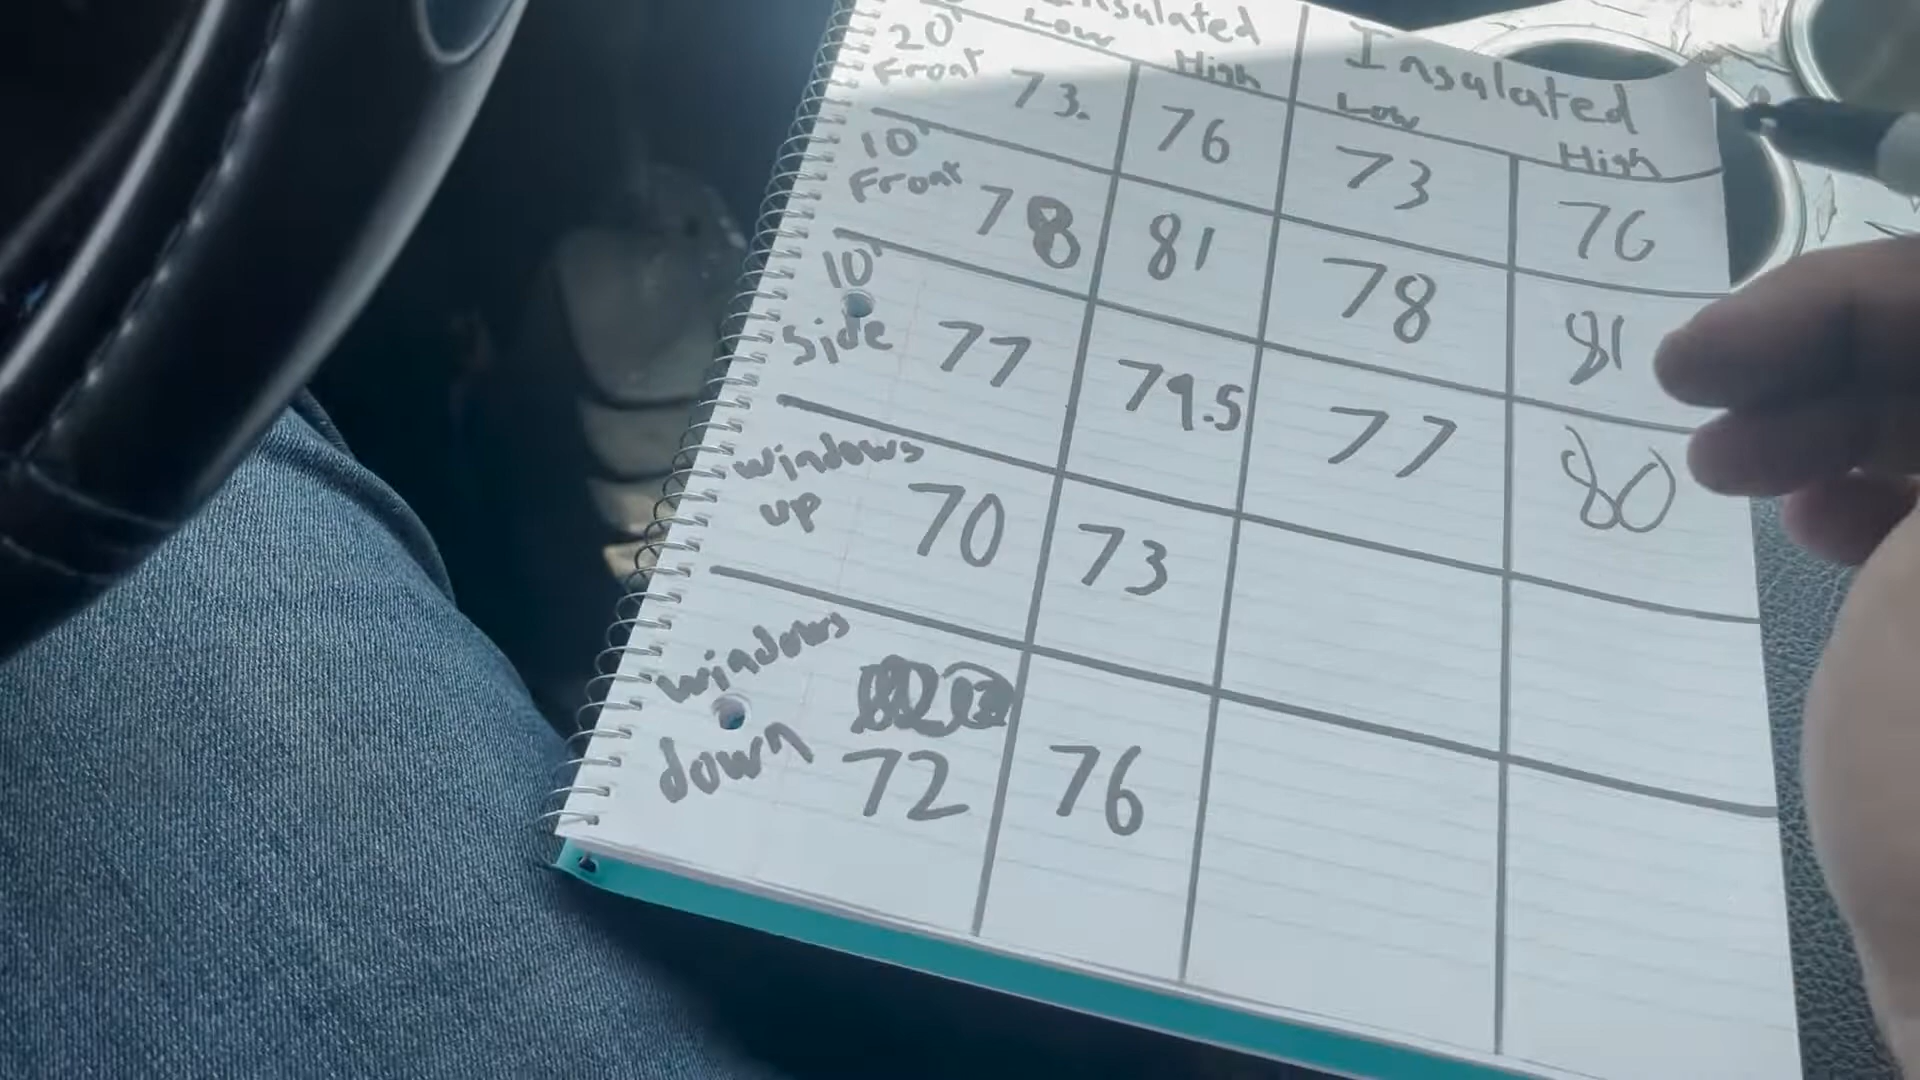 Insulated
Low High
Insulated
Low High
20'
Front 73. 76 73 76
10'
Front 78 81 78 81
10'
Side 77 79.5 77 80
windows
up 70 73
windows
down 72 76